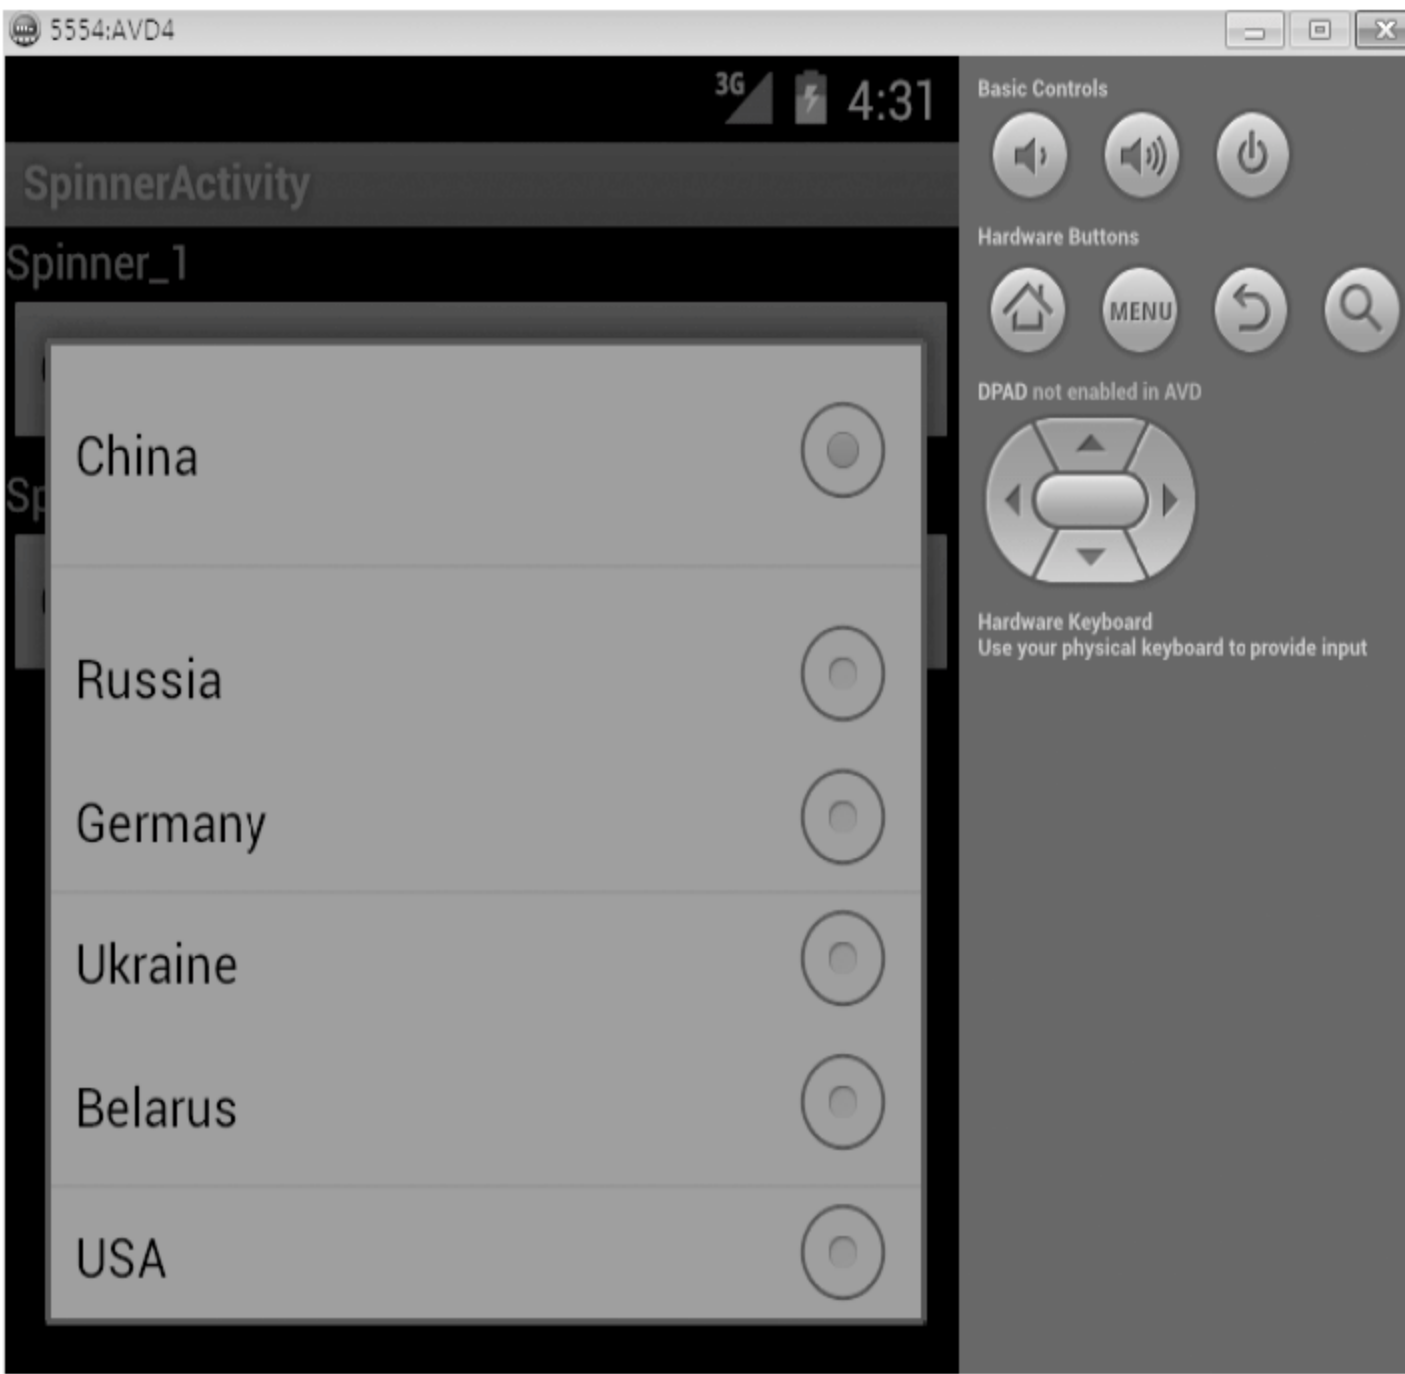 5554:AVD4
3G 4:31
SpinnerActivity
Spinner_1
Sp
China
Russia
Germany
Ukraine
Belarus
USA
Basic Controls
Hardware Buttons
MENU
DPAD not enabled in AVD
Hardware Keyboard
Use your physical keyboard to provide input